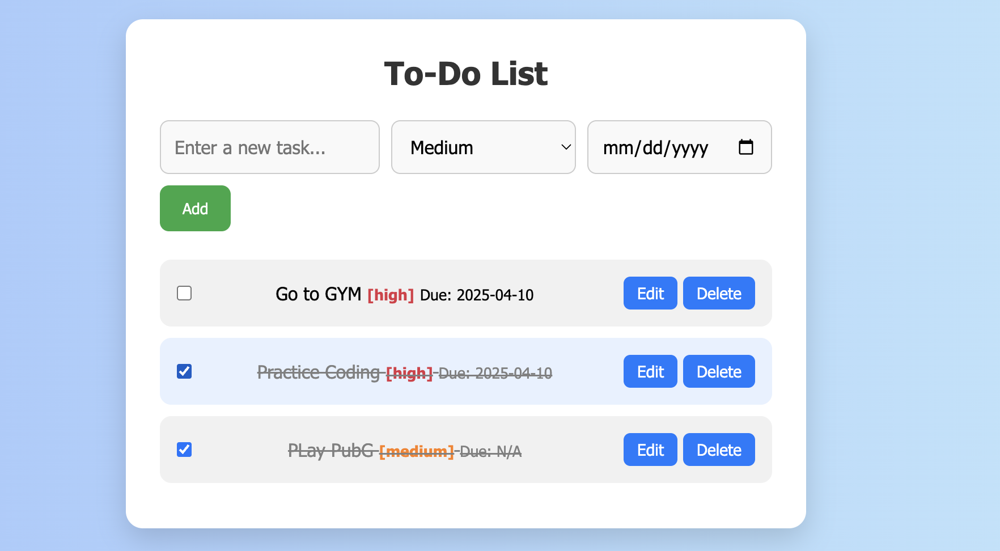 To-Do List
Enter a new task... Medium mm/dd/yyyy
Add
Go to GYM [high] Due: 2025-04-10 Edit Delete
Practice Coding [high] Due: 2025-04-10 Edit Delete
PLay PubG [medium] Due: N/A Edit Delete